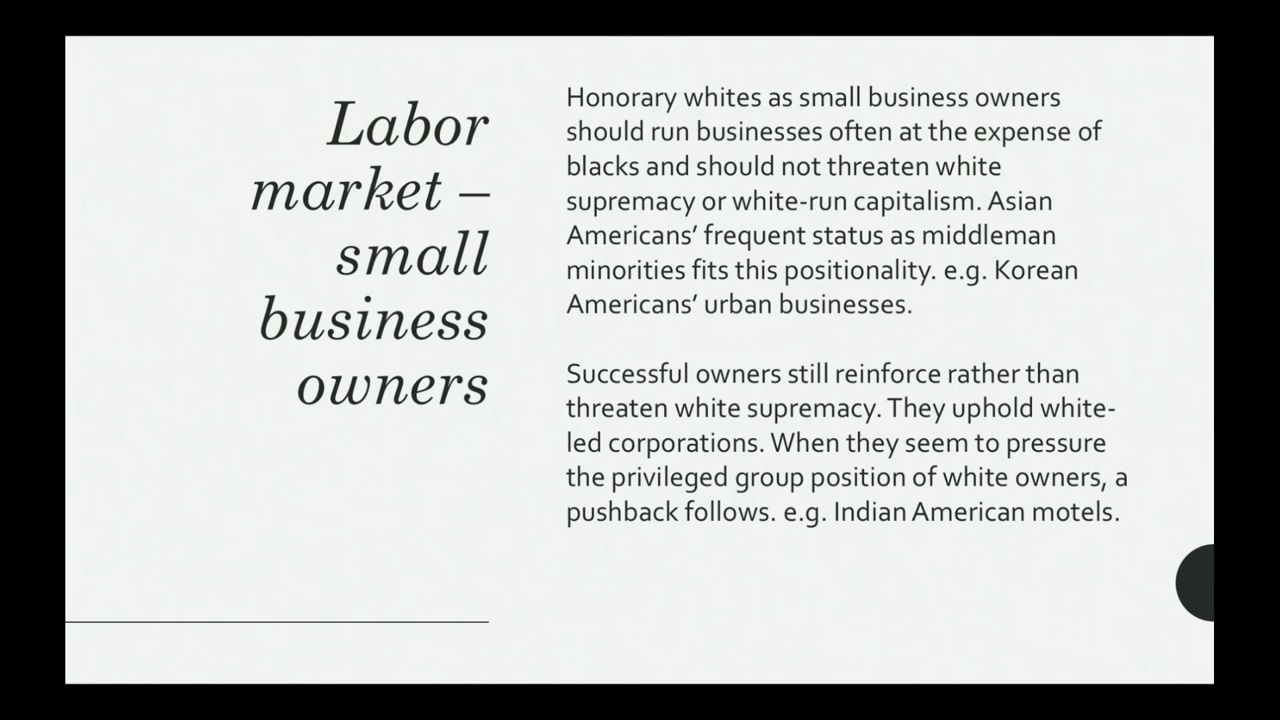 Labor
market –
small
business
owners
Honorary whites as small business owners
should run businesses often at the expense of
blacks and should not threaten white
supremacy or white-run capitalism. Asian
Americans’ frequent status as middleman
minorities fits this positionality. e.g. Korean
Americans’ urban businesses.
Successful owners still reinforce rather than
threaten white supremacy. They uphold white-
led corporations. When they seem to pressure
the privileged group position of white owners, a
pushback follows. e.g. Indian American motels.